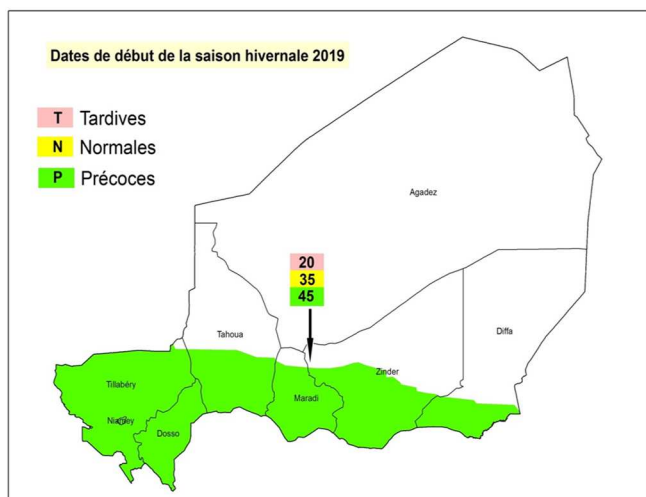 Dates de début de la saison hivernale 2019
T Tardives
N Normales
P Précoces
Agadez
20
35
45
Tahoua
Diffa
Zinder
Tillabéry
Maradi
Niamey
Dosso